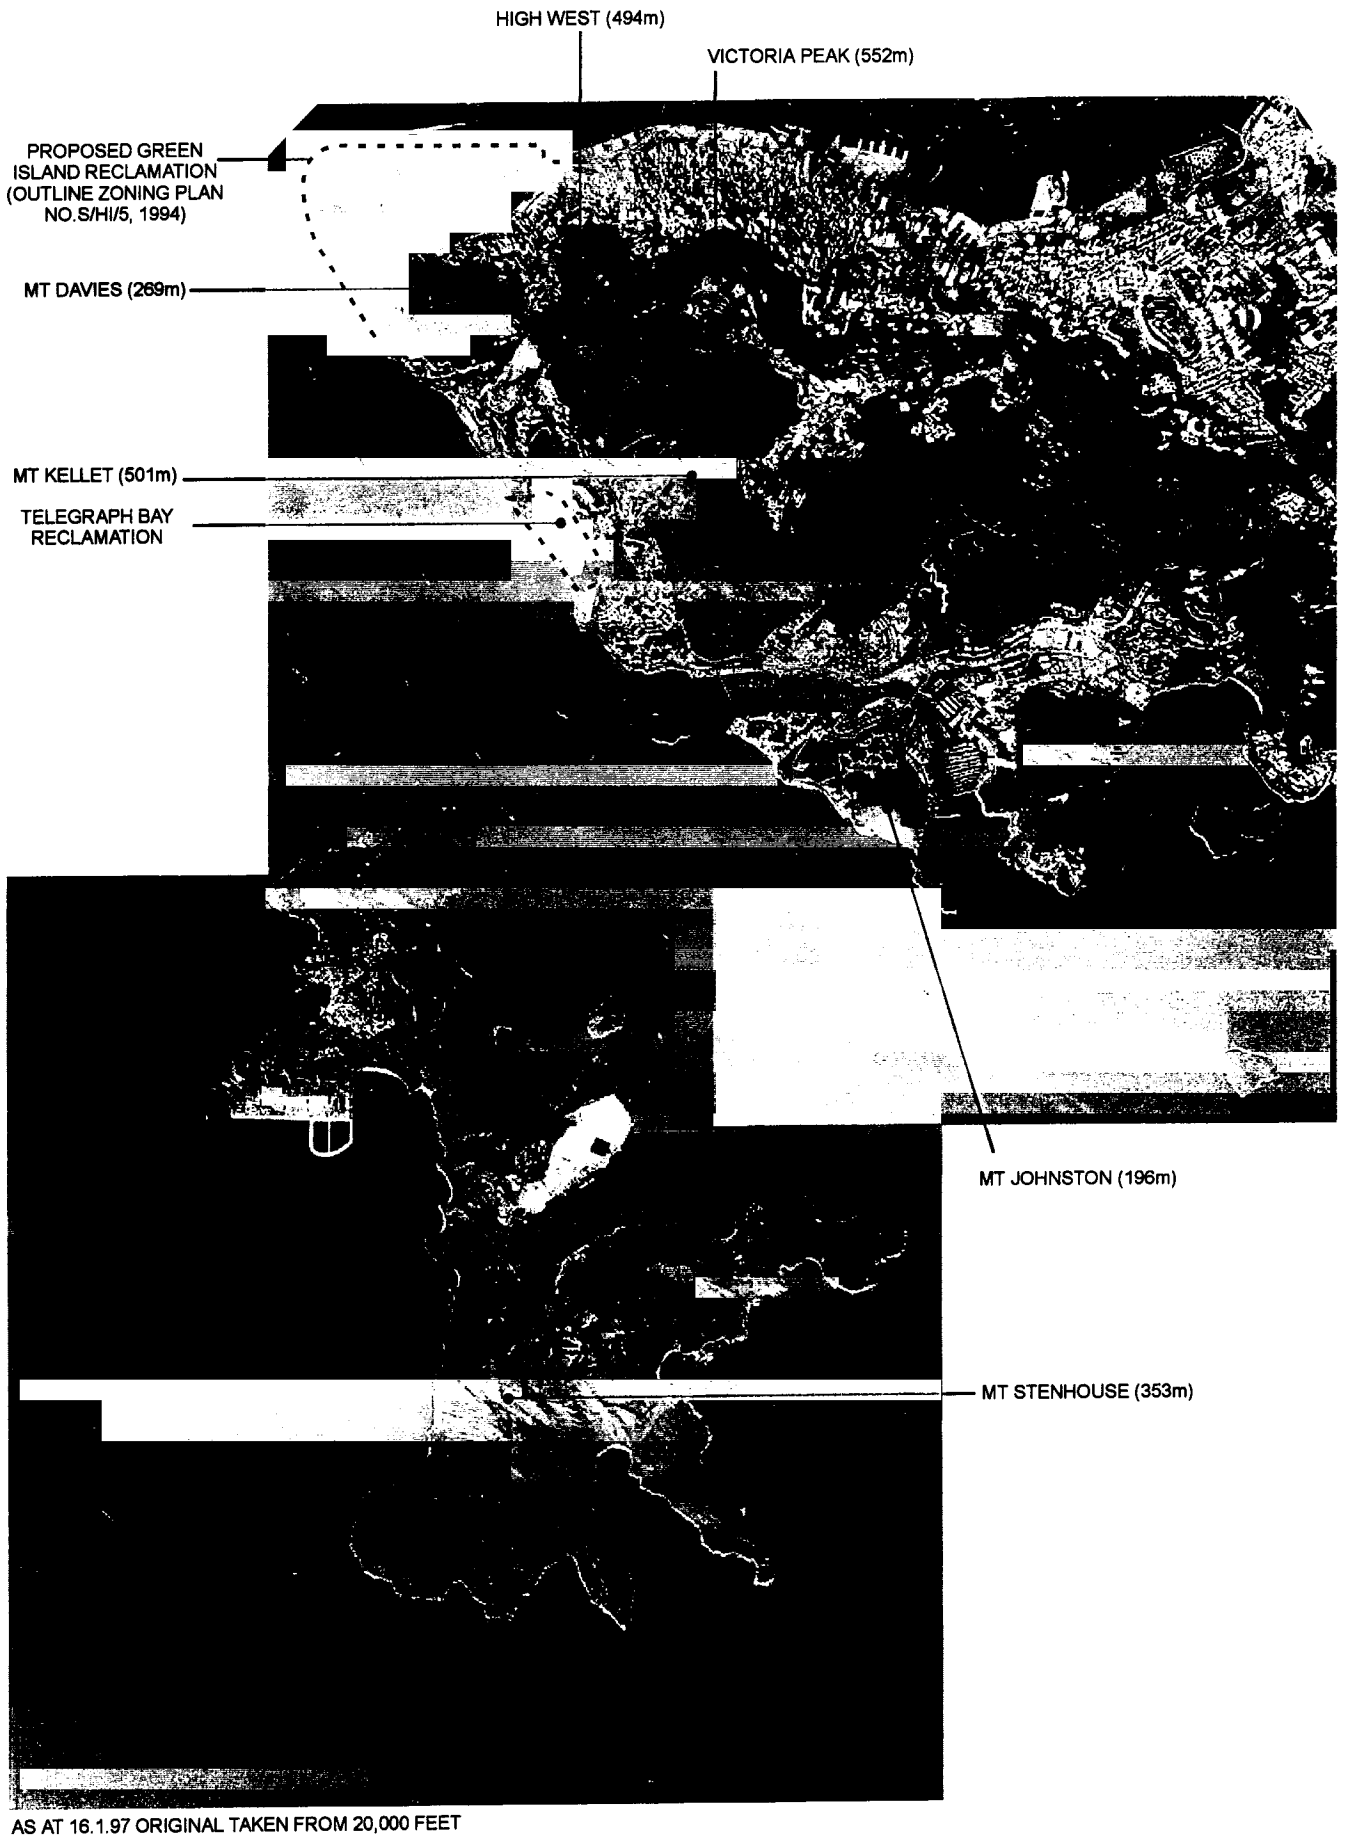 HIGH WEST (494m)
VICTORIA PEAK (552m)
PROPOSED GREEN
ISLAND RECLAMATION
(OUTLINE ZONING PLAN
NO.S/HI/5, 1994)
MT DAVIES (269m)
MT KELLET (501m)
TELEGRAPH BAY
RECLAMATION
MT JOHNSTON (196m)
MT STENHOUSE (353m)
AS AT 16.1.97 ORIGINAL TAKEN FROM 20,000 FEET